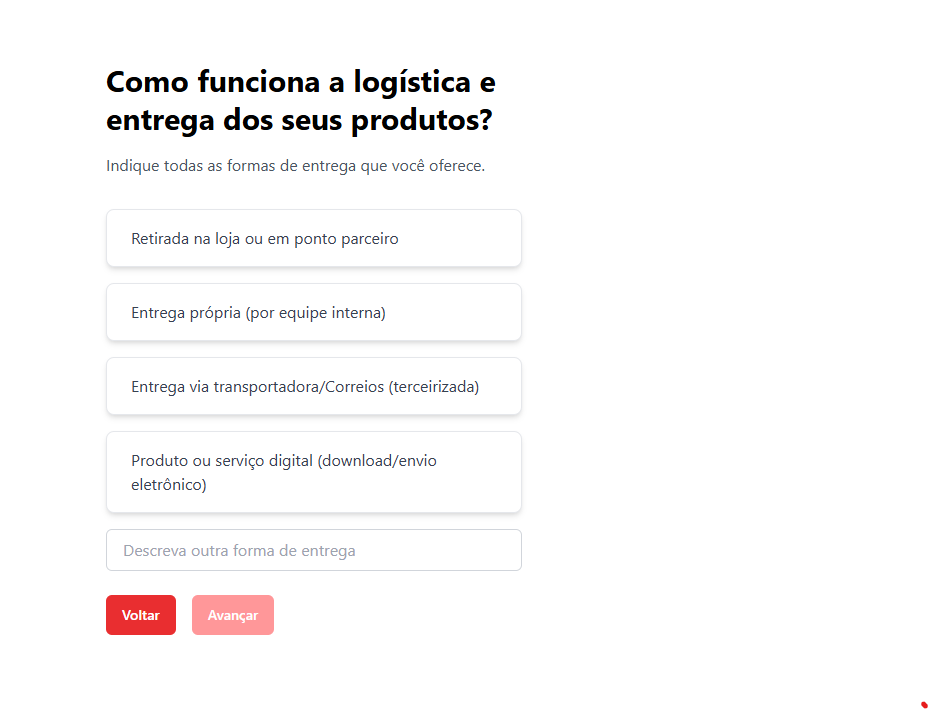 Como funciona a logística e
entrega dos seus produtos?
Indique todas as formas de entrega que você oferece.
Retirada na loja ou em ponto parceiro
Entrega própria (por equipe interna)
Entrega via transportadora/Correios (terceirizada)
Produto ou serviço digital (download/envio
eletrônico)
Descreva outra forma de entrega
Voltar
Avançar